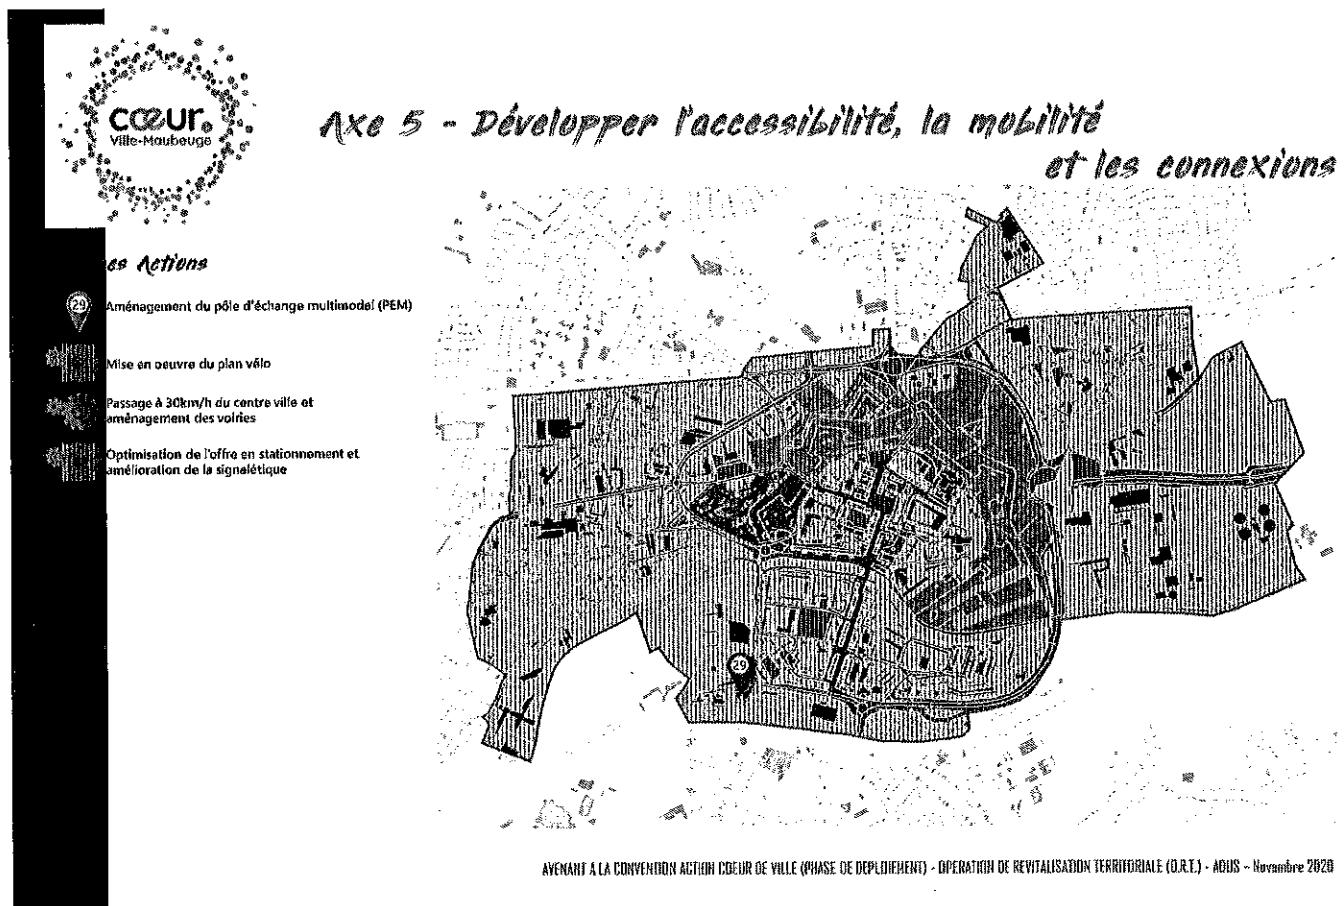 cœur.
Ville-Maubeuge
Axe 5 - Développer l'accessibilité, la mobilité
et les connexions
es Actions
29 Aménagement du pôle d'échange multimodel (PEM)
Mise en oeuvre du plan vélo
Passage à 30km/h du centre ville et
aménagement des voiries
Optimisation de l'offre en stationnement et
amélioration de la signalétique
29
AVENANT A LA CONVENTION ACTION COEUR DE VILLE (PHASE DE DEPLOIEMENT) - OPERATION DE REVITALISATION TERRITORIALE (O.R.T.) - AOUS - Novembre 2020